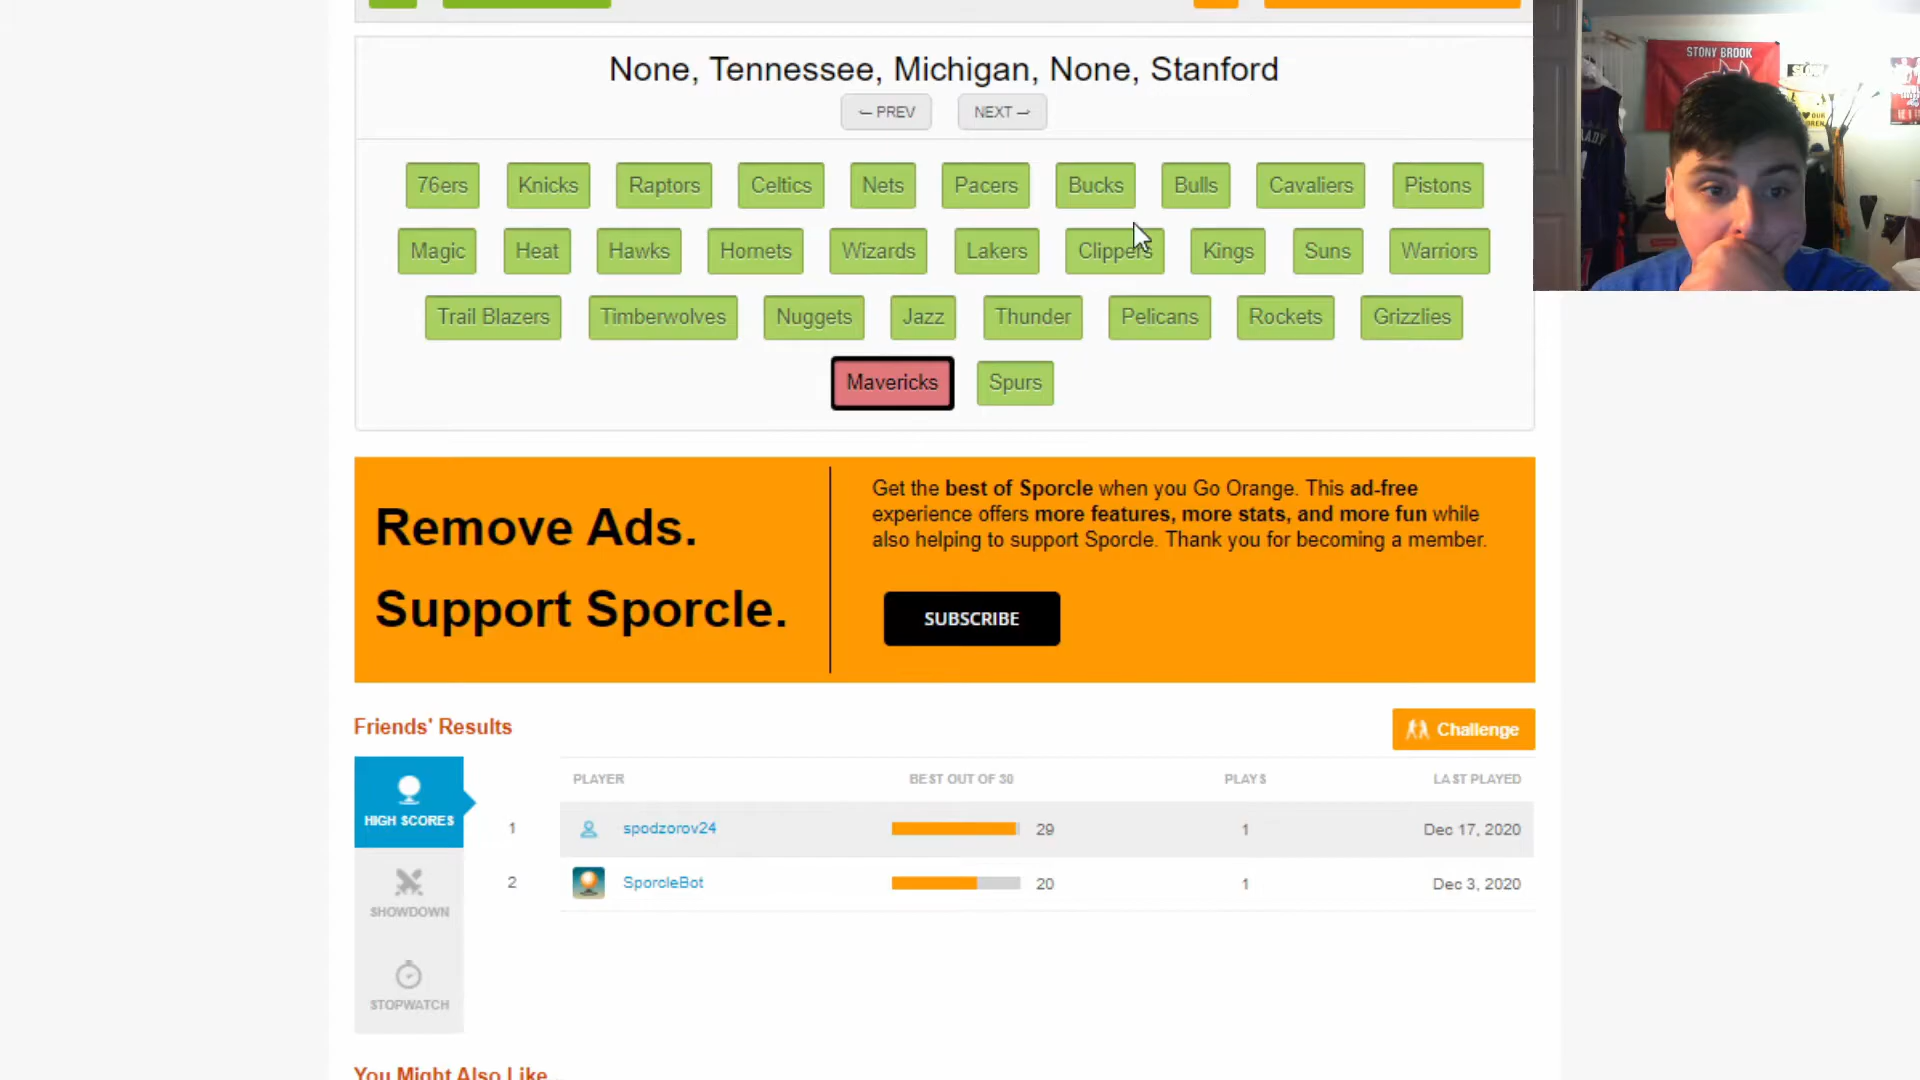 None, Tennessee, Michigan, None, Stanford
← PREV NEXT →
76ers Knicks Raptors Celtics Nets Pacers Bucks Bulls Cavaliers Pistons
Magic Heat Hawks Hornets Wizards Lakers Clippers Kings Suns Warriors
Trail Blazers Timberwolves Nuggets Jazz Thunder Pelicans Rockets Grizzlies
Mavericks Spurs
Remove Ads.
Support Sporcle.
Get the best of Sporcle when you Go Orange. This ad-free
experience offers more features, more stats, and more fun while
also helping to support Sporcle. Thank you for becoming a member.
SUBSCRIBE
Friends' Results
Challenge
HIGH SCORES
SHOWDOWN
STOPWATCH
PLAYER BEST OUT OF 30 PLAYS LAST PLAYED
1 spodzorov24 29 1 Dec 17, 2020
2 SporcleBot 20 1 Dec 3, 2020
You Might Also Like...
STONY BROOK
SLOW